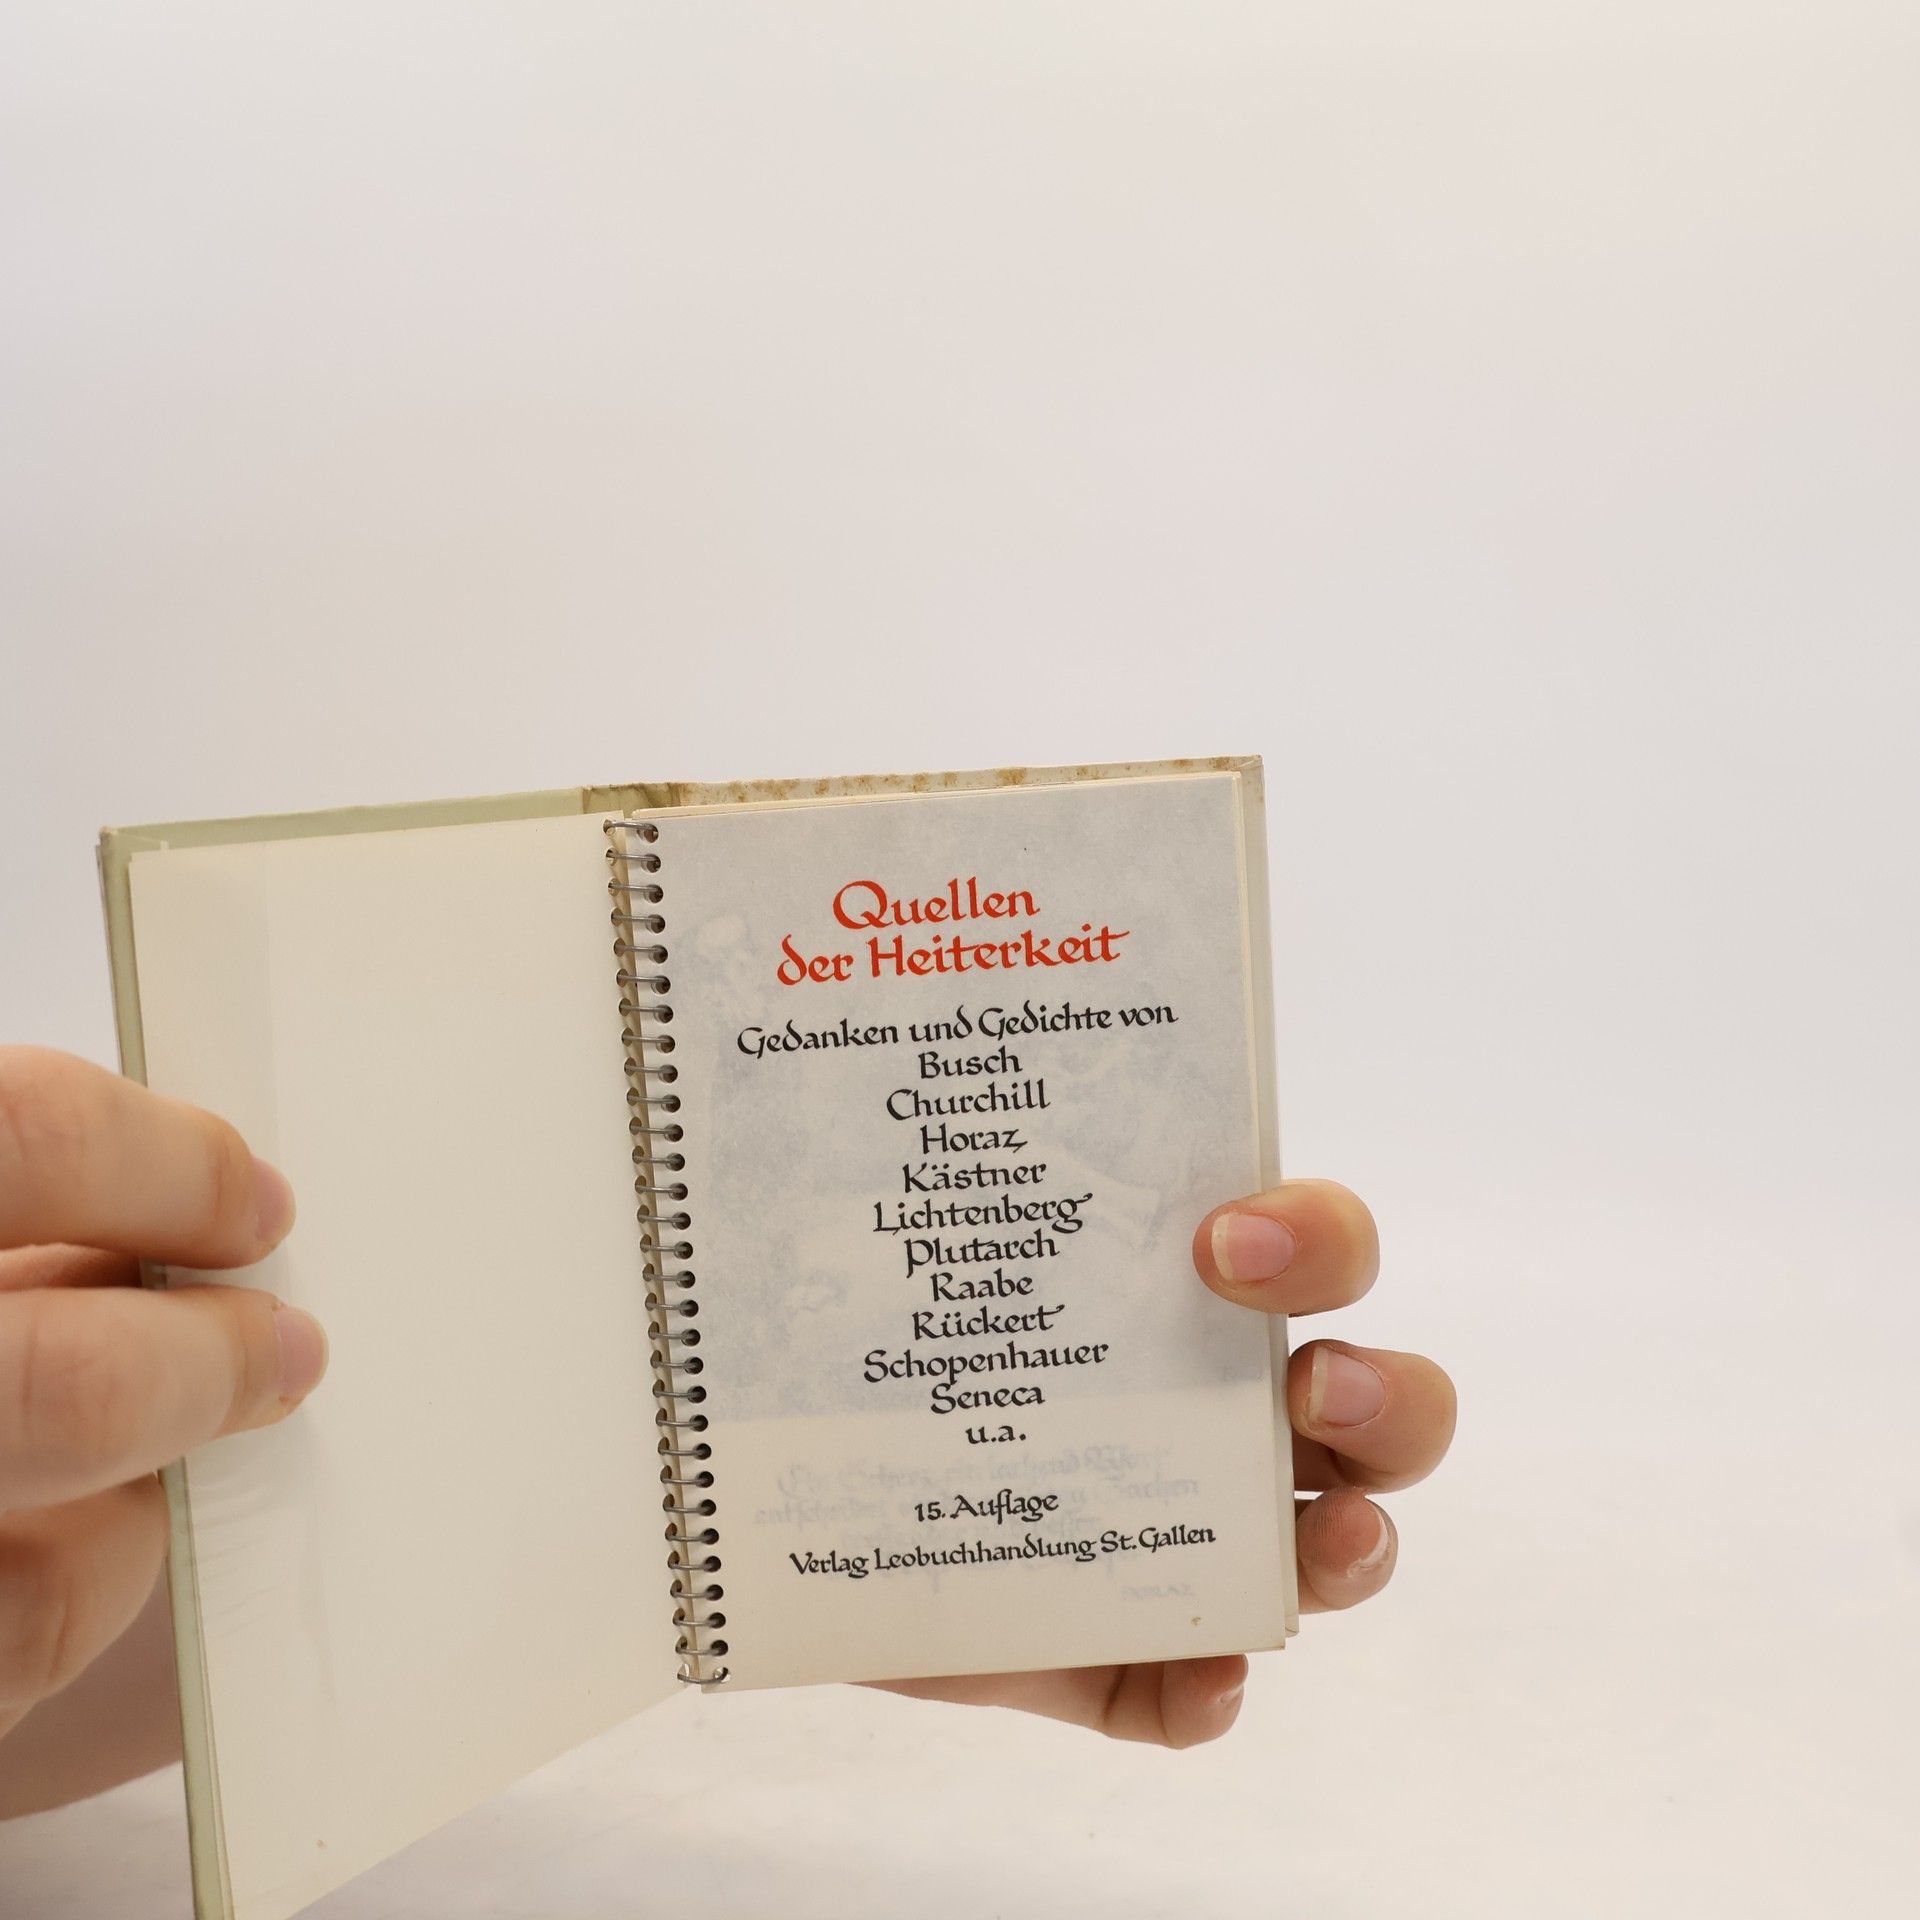 Quellen
der Heiterkeit
Gedanken und Gedichte von
Busch
Churchill
Horaz
Kästner
Lichtenberg
Plutarch
Raabe
Rückert
Schopenhauer
Seneca
u.a.
15. Auflage
Verlag Leobuchhandlung St. Gallen